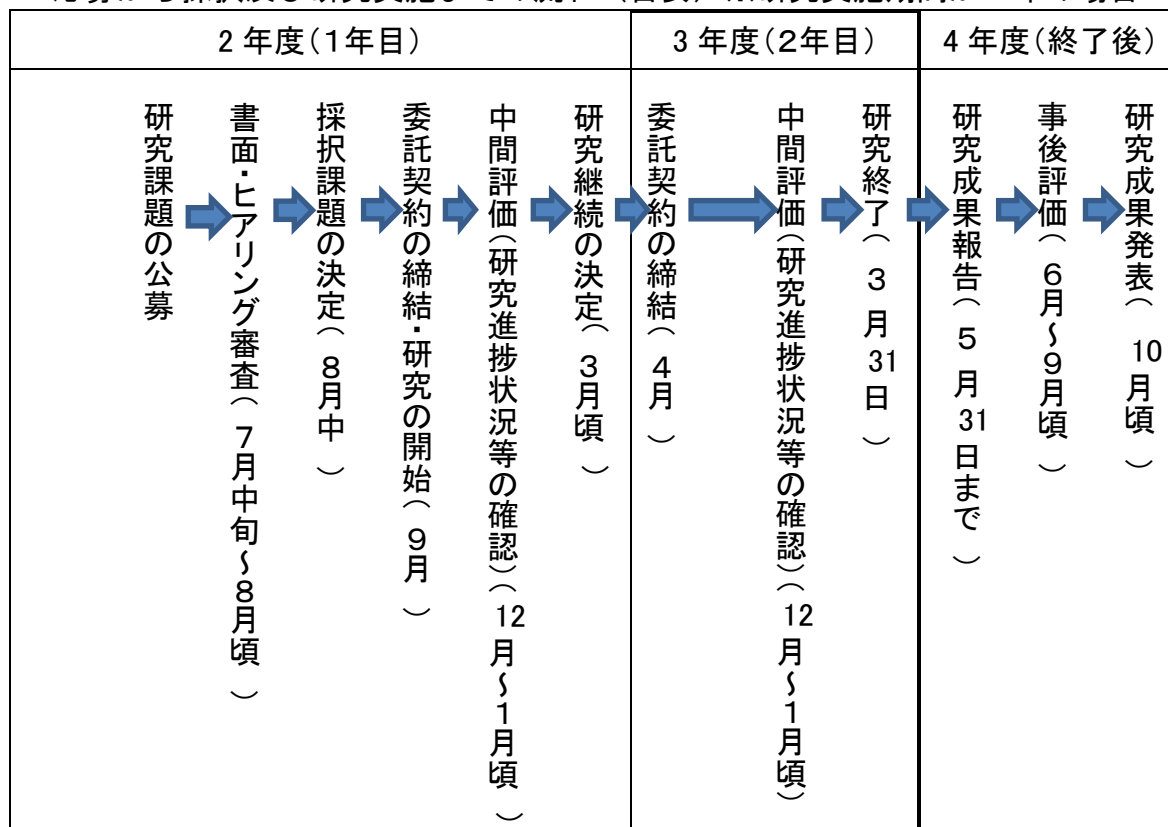 2年度(1年目)
3年度(2年目)
4年度(終了後)
研究課題の公募
書面・ヒアリング審査(7月中旬~8月頃)
採択課題の決定(8月中)
委託契約の締結・研究の開始(9月)
中間評価(研究進捗状況等の確認)(12月~1月頃)
研究継続の決定(3月頃)
委託契約の締結(4月)
中間評価(研究進捗状況等の確認)(12月~1月頃)
研究終了(3月31日)
研究成果報告(5月31日まで)
事後評価(6月~9月頃)
研究成果発表(10月頃)